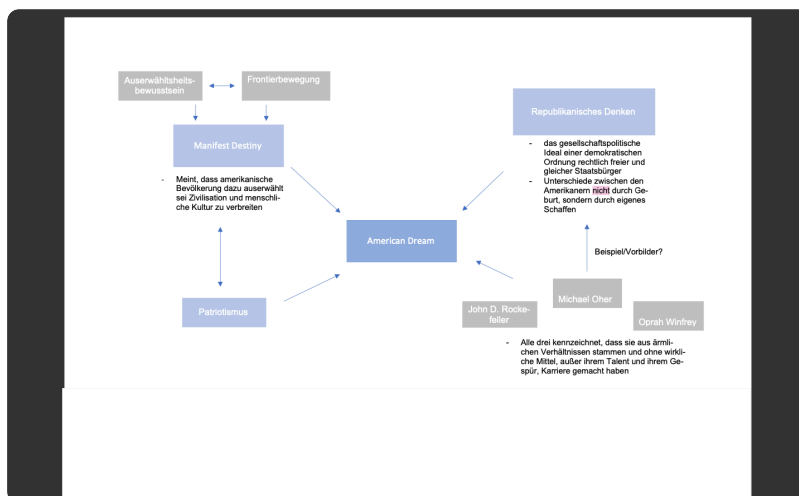 Auserwähltsheits-
bewusstsein
Frontierbewegung
Manifest Destiny
- Meint, dass amerikanische
Bevölkerung dazu auserwählt
sei Zivilisation und menschli-
che Kultur zu verbreiten
Patriotismus
American Dream
Republikanisches Denken
- das gesellschaftspolitische
Ideal einer demokratischen
Ordnung rechtlich freier und
gleicher Staatsbürger
- Unterschiede zwischen den
Amerikanern nicht durch Ge-
burt, sondern durch eigenes
Schaffen
Beispiel/Vorbilder?
John D. Rocke-
feller
Michael Oher
Oprah Winfrey
- Alle drei kennzeichnet, dass sie aus ärmli-
chen Verhältnissen stammen und ohne wirkli-
che Mittel, außer ihrem Talent und ihrem Ge-
spür, Karriere gemacht haben